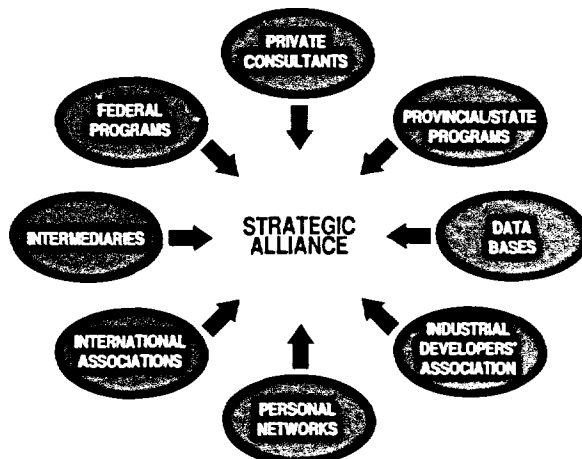 PRIVATE
CONSULTANTS
FEDERAL
PROGRAMS
PROVINCIAL/STATE
PROGRAMS
INTERMEDIARIES
STRATEGIC
ALLIANCE
DATA
BASES
INTERNATIONAL
ASSOCIATIONS
INDUSTRIAL
DEVELOPERS'
ASSOCIATION
PERSONAL
NETWORKS